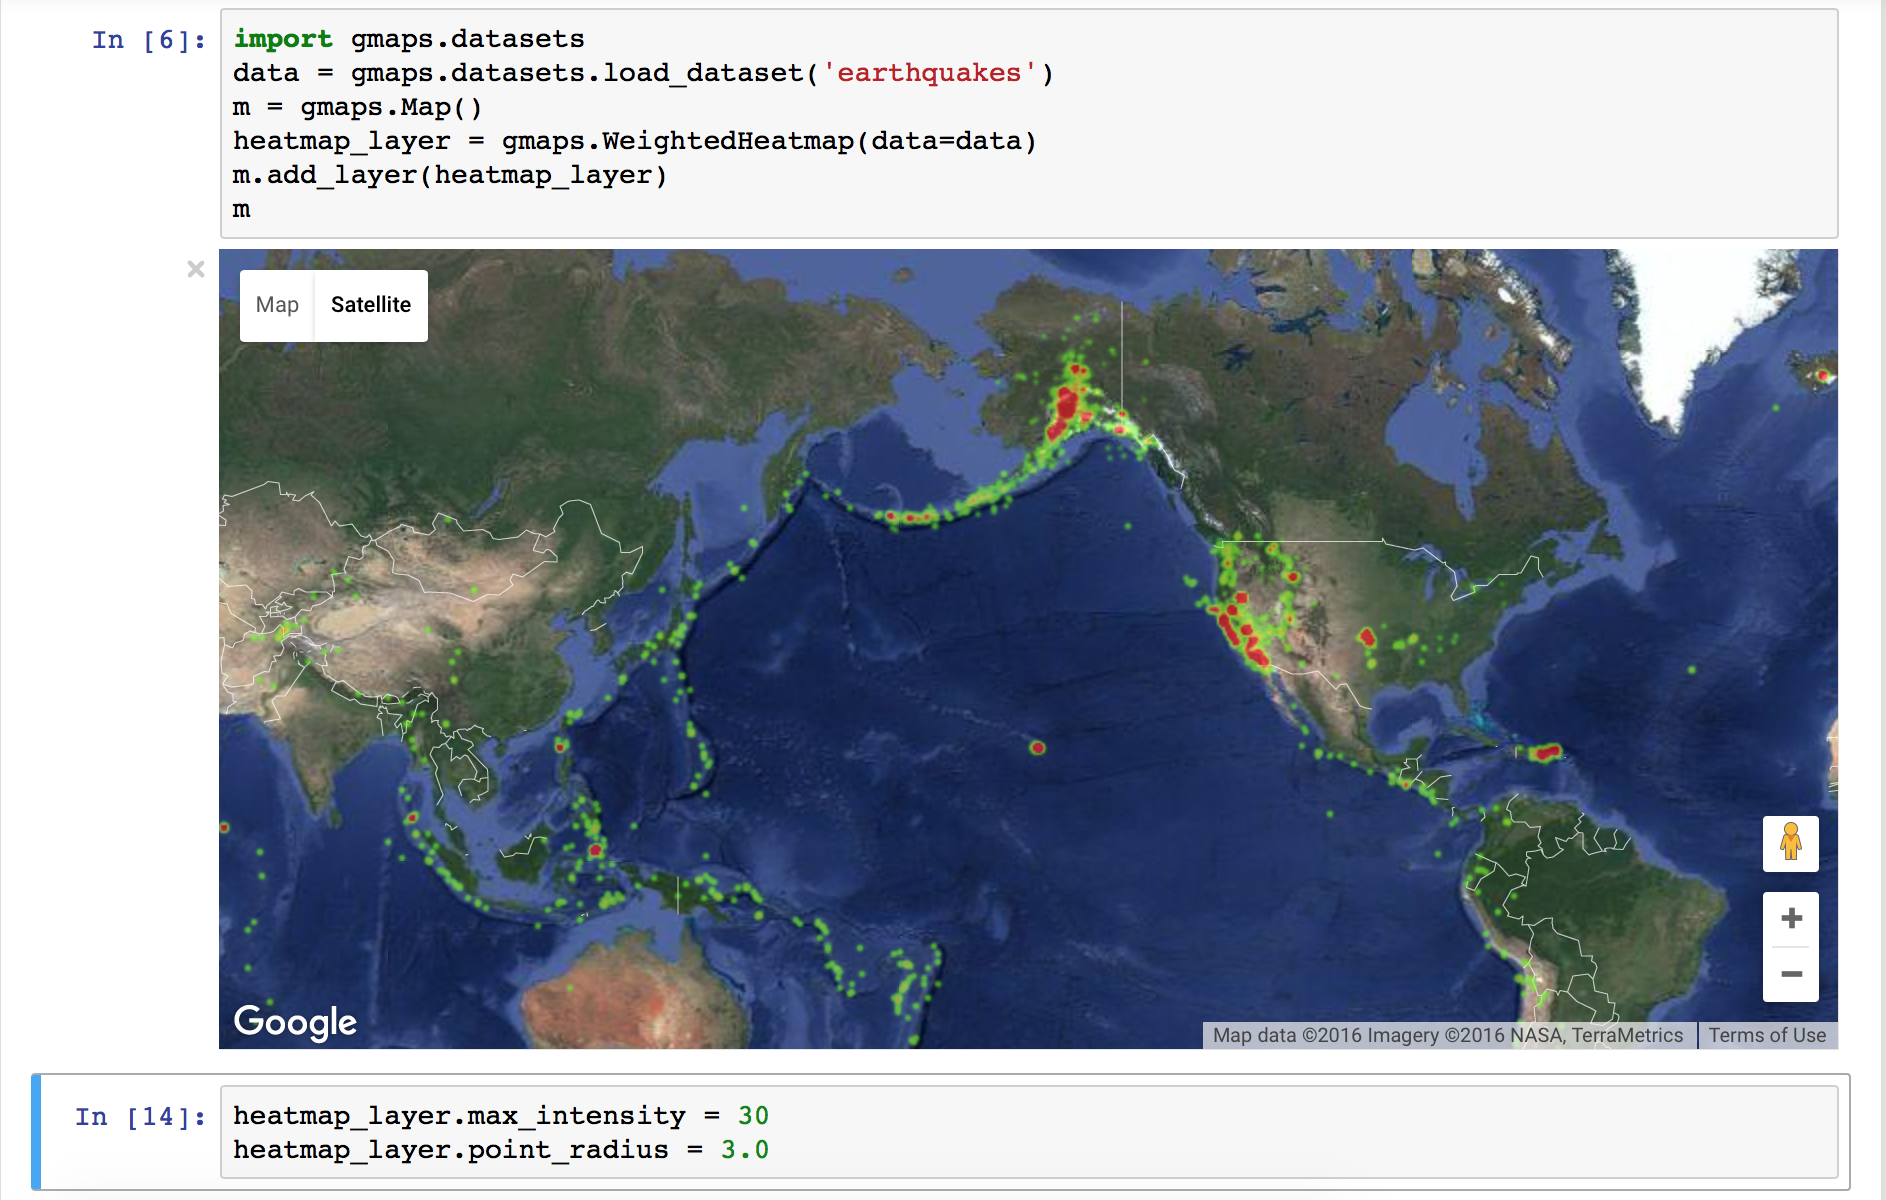 In [6]:
import gmaps.datasets
data = gmaps.datasets.load_dataset('earthquakes')
m = gmaps.Map()
heatmap_layer = gmaps.WeightedHeatmap(data=data)
m.add_layer(heatmap_layer)
m
Map Satellite
Google
Map data ©2016 Imagery ©2016 NASA, TerraMetrics Terms of Use
In [14]:
heatmap_layer.max_intensity = 30
heatmap_layer.point_radius = 3.0